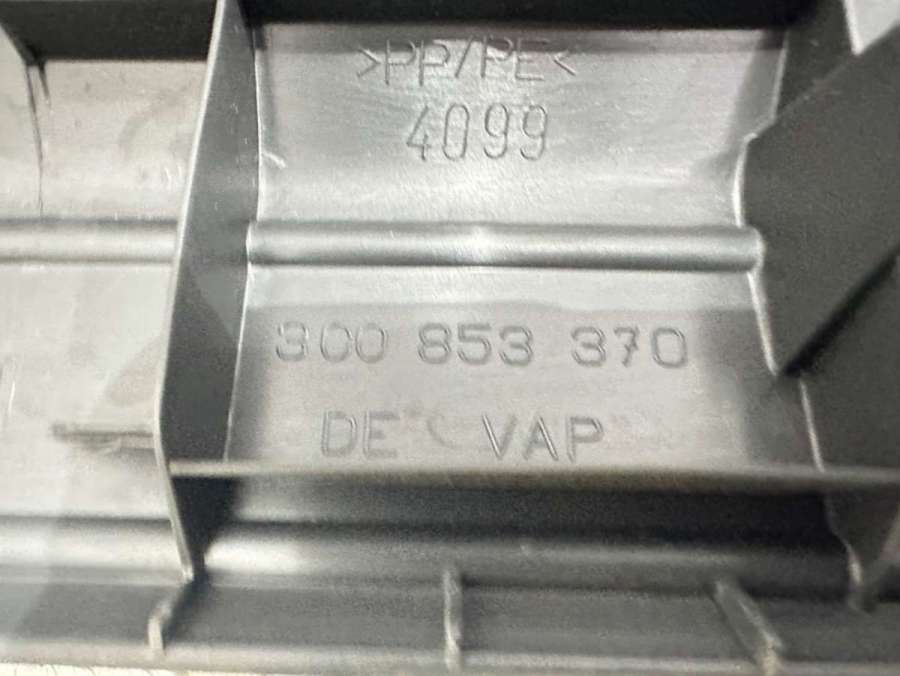 >PP/PE<
4099
3C0 853 370
DE VAP